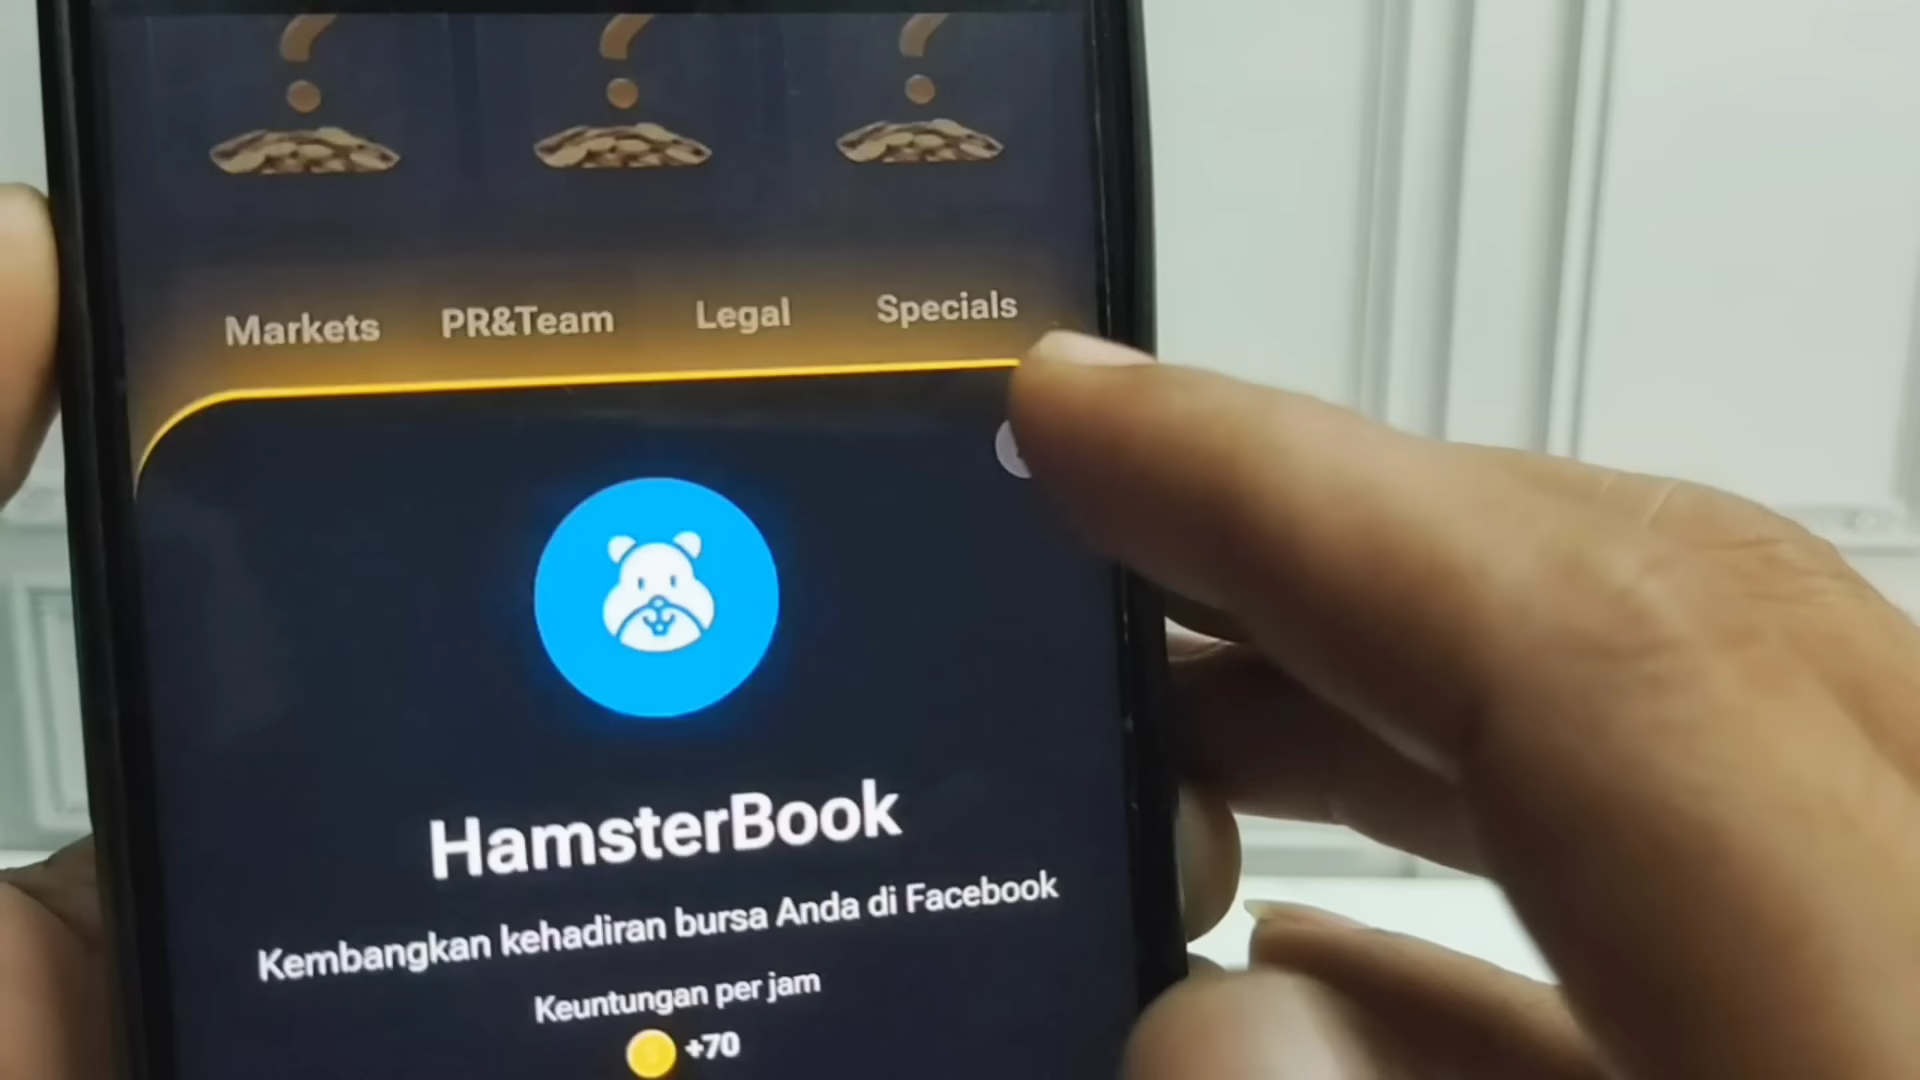 Markets PR&Team Legal Specials
HamsterBook
Kembangkan kehadiran bursa Anda di Facebook
Keuntungan per jam
+70